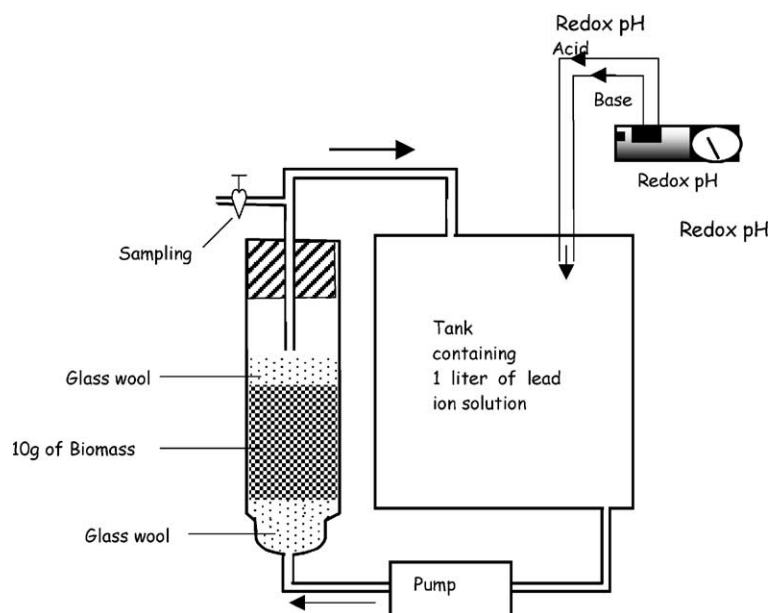 Redox pH
Acid
Base
Redox pH
Redox pH
Sampling
Tank
containing
1 liter of lead
ion solution
Glass wool
10g of Biomass
Glass wool
Pump